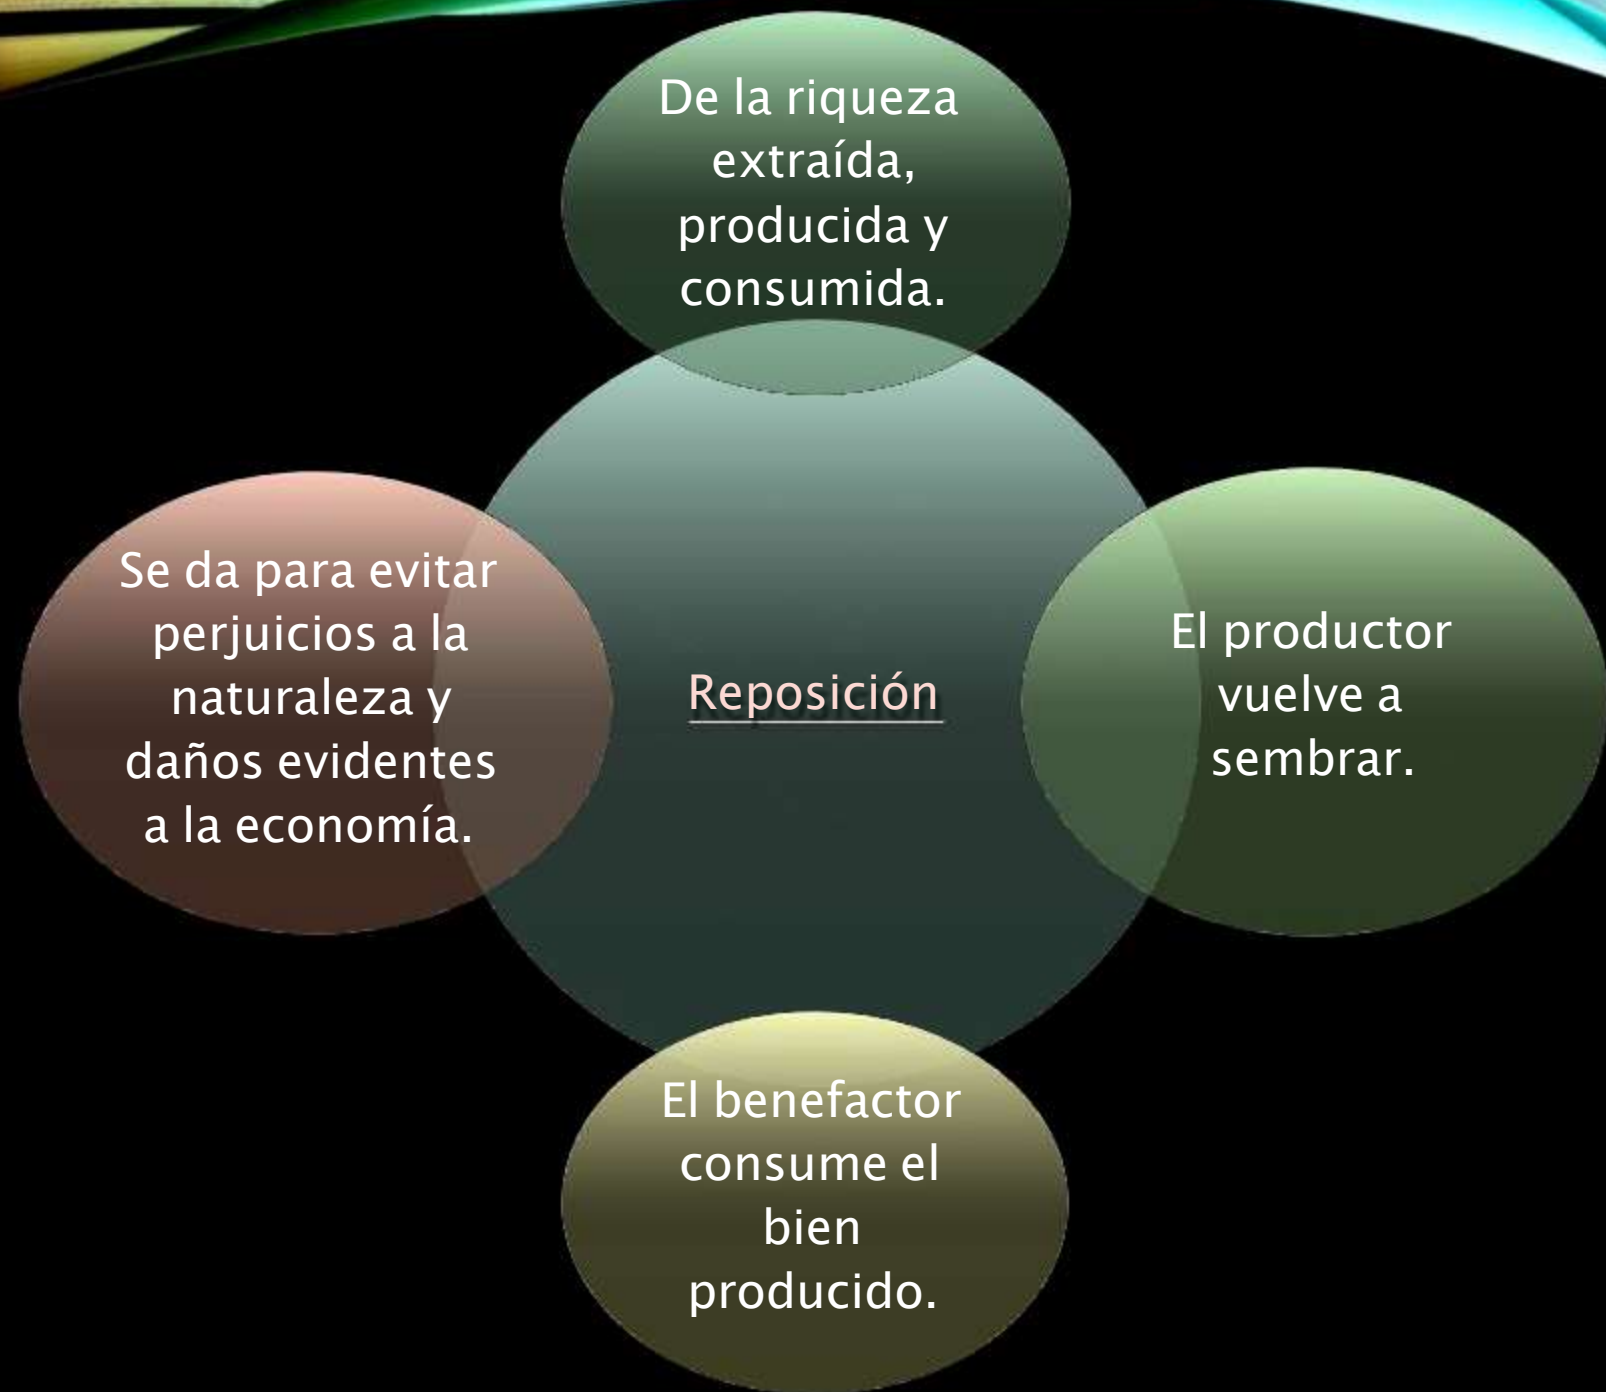 De la riqueza
extraída,
producida y
consumida.
Se da para evitar
perjuicios a la
naturaleza y
daños evidentes
a la economía.
Reposición
El productor
vuelve a
sembrar.
El benefactor
consume el
bien
producido.